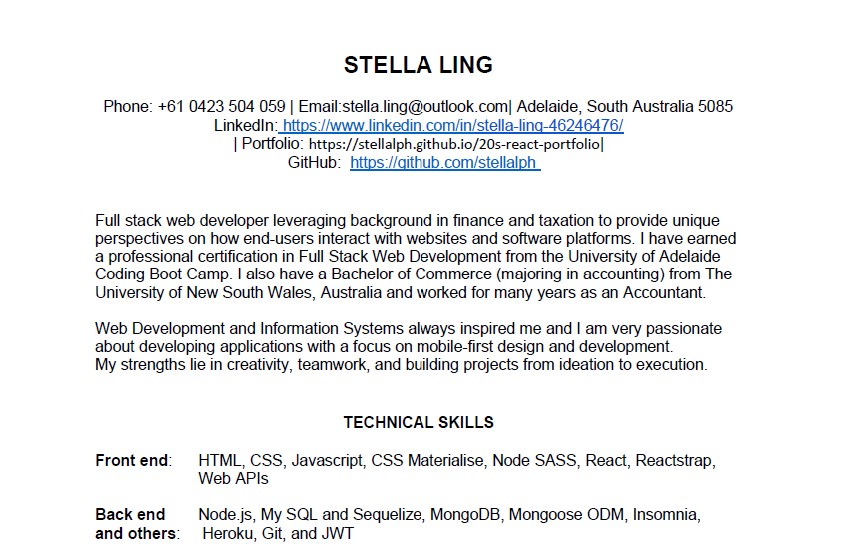 STELLA LING
Phone: +61 0423 504 059 | Email:stella.ling@outlook.com| Adelaide, South Australia 5085
LinkedIn: https://www.linkedin.com/in/stella-ling-46246476/
| Portfolio: https://stellalph.github.io/20s-react-portfolio|
GitHub: https://github.com/stellalph
Full stack web developer leveraging background in finance and taxation to provide unique
perspectives on how end-users interact with websites and software platforms. I have earned
a professional certification in Full Stack Web Development from the University of Adelaide
Coding Boot Camp. I also have a Bachelor of Commerce (majoring in accounting) from The
University of New South Wales, Australia and worked for many years as an Accountant.
Web Development and Information Systems always inspired me and I am very passionate
about developing applications with a focus on mobile-first design and development.
My strengths lie in creativity, teamwork, and building projects from ideation to execution.
TECHNICAL SKILLS
Front end: HTML, CSS, Javascript, CSS Materialise, Node SASS, React, Reactstrap,
Web APIs
Back end Node.js, My SQL and Sequelize, MongoDB, Mongoose ODM, Insomnia,
and others: Heroku, Git, and JWT